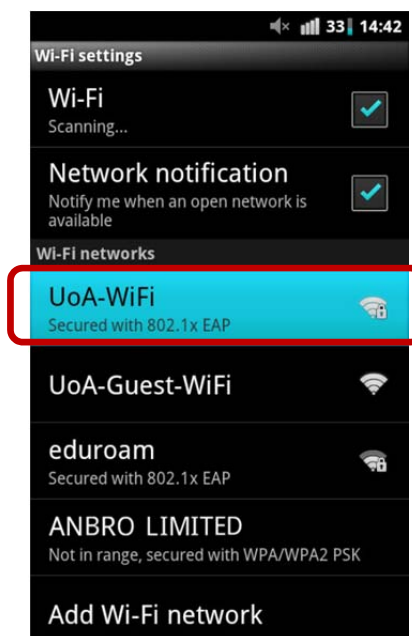 33 14:42
Wi-Fi settings
Wi-Fi
Scanning...
Network notification
Notify me when an open network is
available
Wi-Fi networks
UoA-WiFi
Secured with 802.1x EAP
UoA-Guest-WiFi
eduroam
Secured with 802.1x EAP
ANBRO LIMITED
Not in range, secured with WPA/WPA2 PSK
Add Wi-Fi network